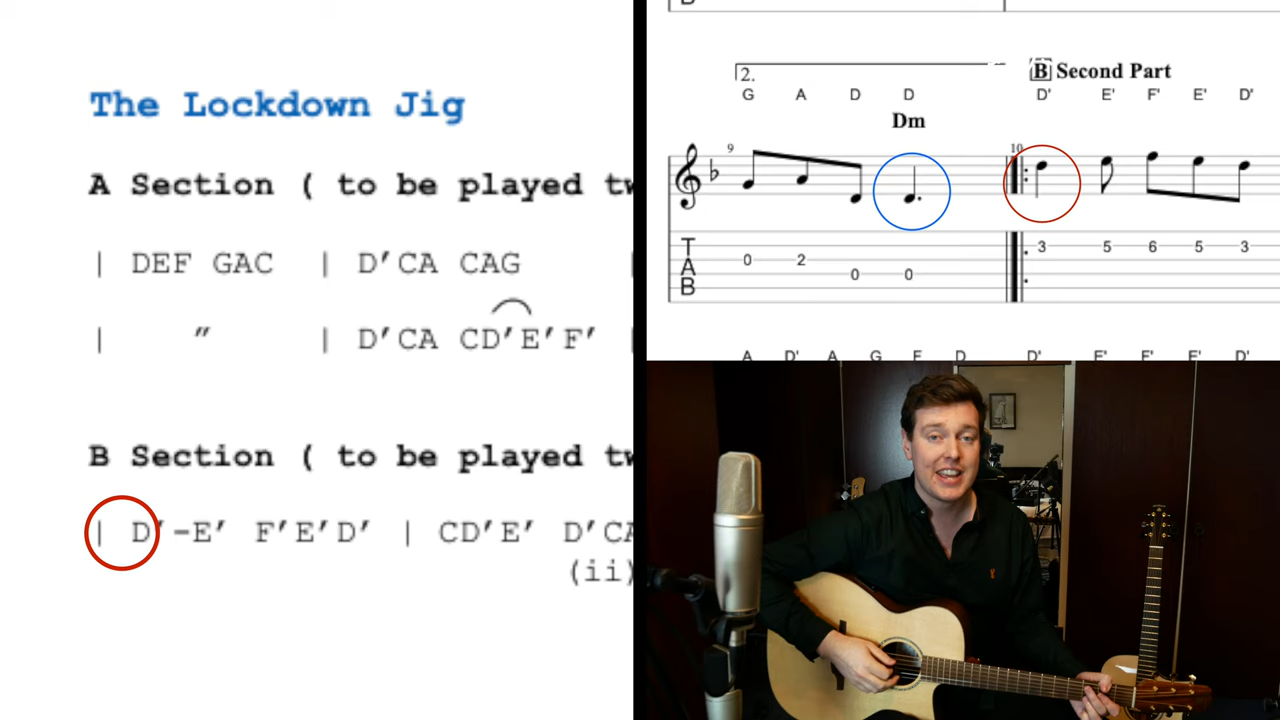 The Lockdown Jig
A Section ( to be played tw
| DEF GAC | D'CA CAG
| " | D'CA CD'E'F'
B Section ( to be played tw
| D'-E' F'E'D' | CD'E' D'CA
(ii)
2.
B Second Part
G A D D D' E' F' E' D'
Dm
9 10
T
A
B
0 2 0 0 3 5 6 5 3
A D' A G F D D' E' F' E' D'